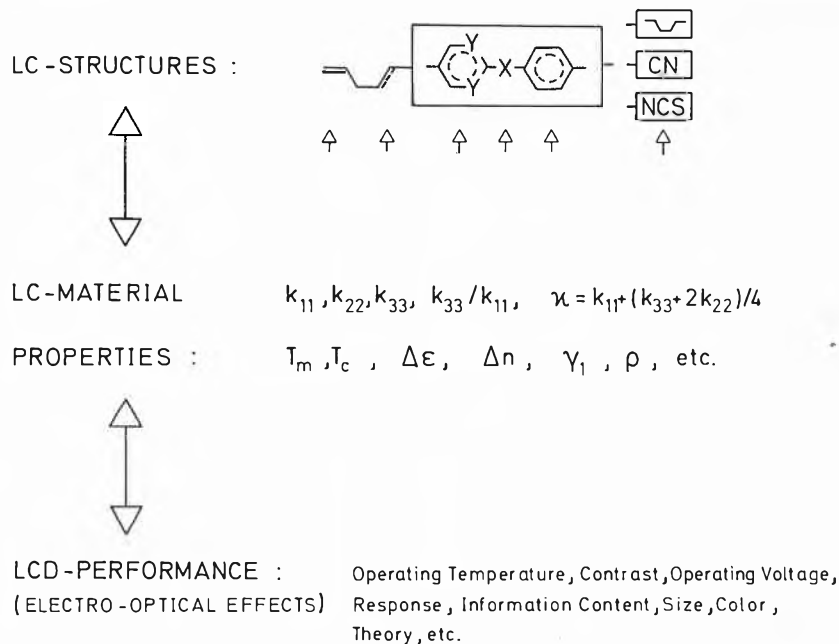 LC-STRUCTURES :
Y
X
Y
CN
NCS
LC-MATERIAL k₁₁, k₂₂, k₃₃, k₃₃/k₁₁, ϰ = k₁₁+(k₃₃+2k₂₂)/4
PROPERTIES : Tₘ, T꜀, Δε, Δn, γ₁, ρ, etc.
LCD-PERFORMANCE : Operating Temperature, Contrast, Operating Voltage,
(ELECTRO-OPTICAL EFFECTS) Response, Information Content, Size, Color,
Theory, etc.